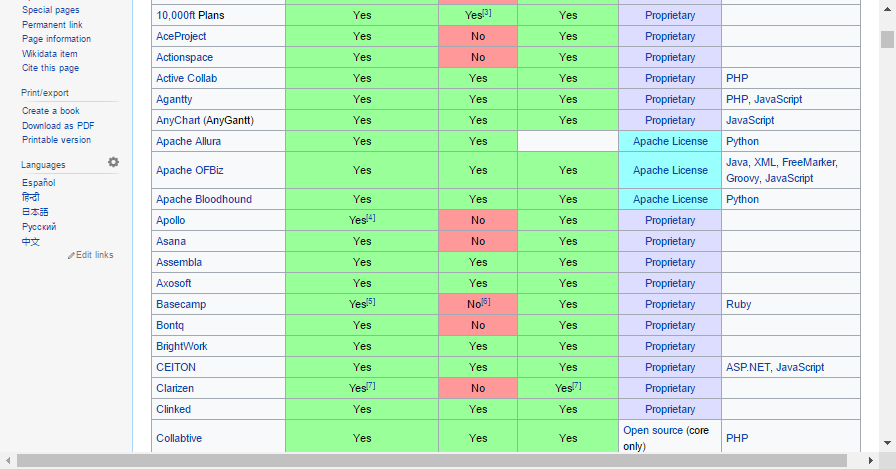 Special pages
Permanent link
Page information
Wikidata item
Cite this page
Print/export
Create a book
Download as PDF
Printable version
Languages
Español
हिन्दी
日本語
Русский
中文
Edit links
10,000ft Plans Yes Yes[3] Yes Proprietary
AceProject Yes No Yes Proprietary
Actionspace Yes No Yes Proprietary
Active Collab Yes Yes Yes Proprietary PHP
Agantty Yes Yes Yes Proprietary PHP, JavaScript
AnyChart (AnyGantt) Yes Yes Yes Proprietary JavaScript
Apache Allura Yes Yes Apache License Python
Apache OFBiz Yes Yes Yes Apache License Java, XML, FreeMarker,
Groovy, JavaScript
Apache Bloodhound Yes Yes Yes Apache License Python
Apollo Yes[4] No Yes Proprietary
Asana Yes No Yes Proprietary
Assembla Yes Yes Yes Proprietary
Axosoft Yes Yes Yes Proprietary
Basecamp Yes[5] No[6] Yes Proprietary Ruby
Bontq Yes No Yes Proprietary
BrightWork Yes Yes Yes Proprietary
CEITON Yes Yes Yes Proprietary ASP.NET, JavaScript
Clarizen Yes[7] No Yes[7] Proprietary
Clinked Yes Yes Yes Proprietary
Collabtive Yes Yes Yes Open source (core
only) PHP